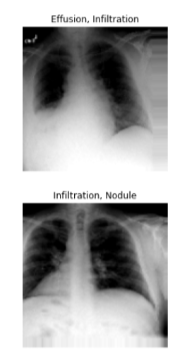 Effusion, Infiltration
Infiltration, Nodule